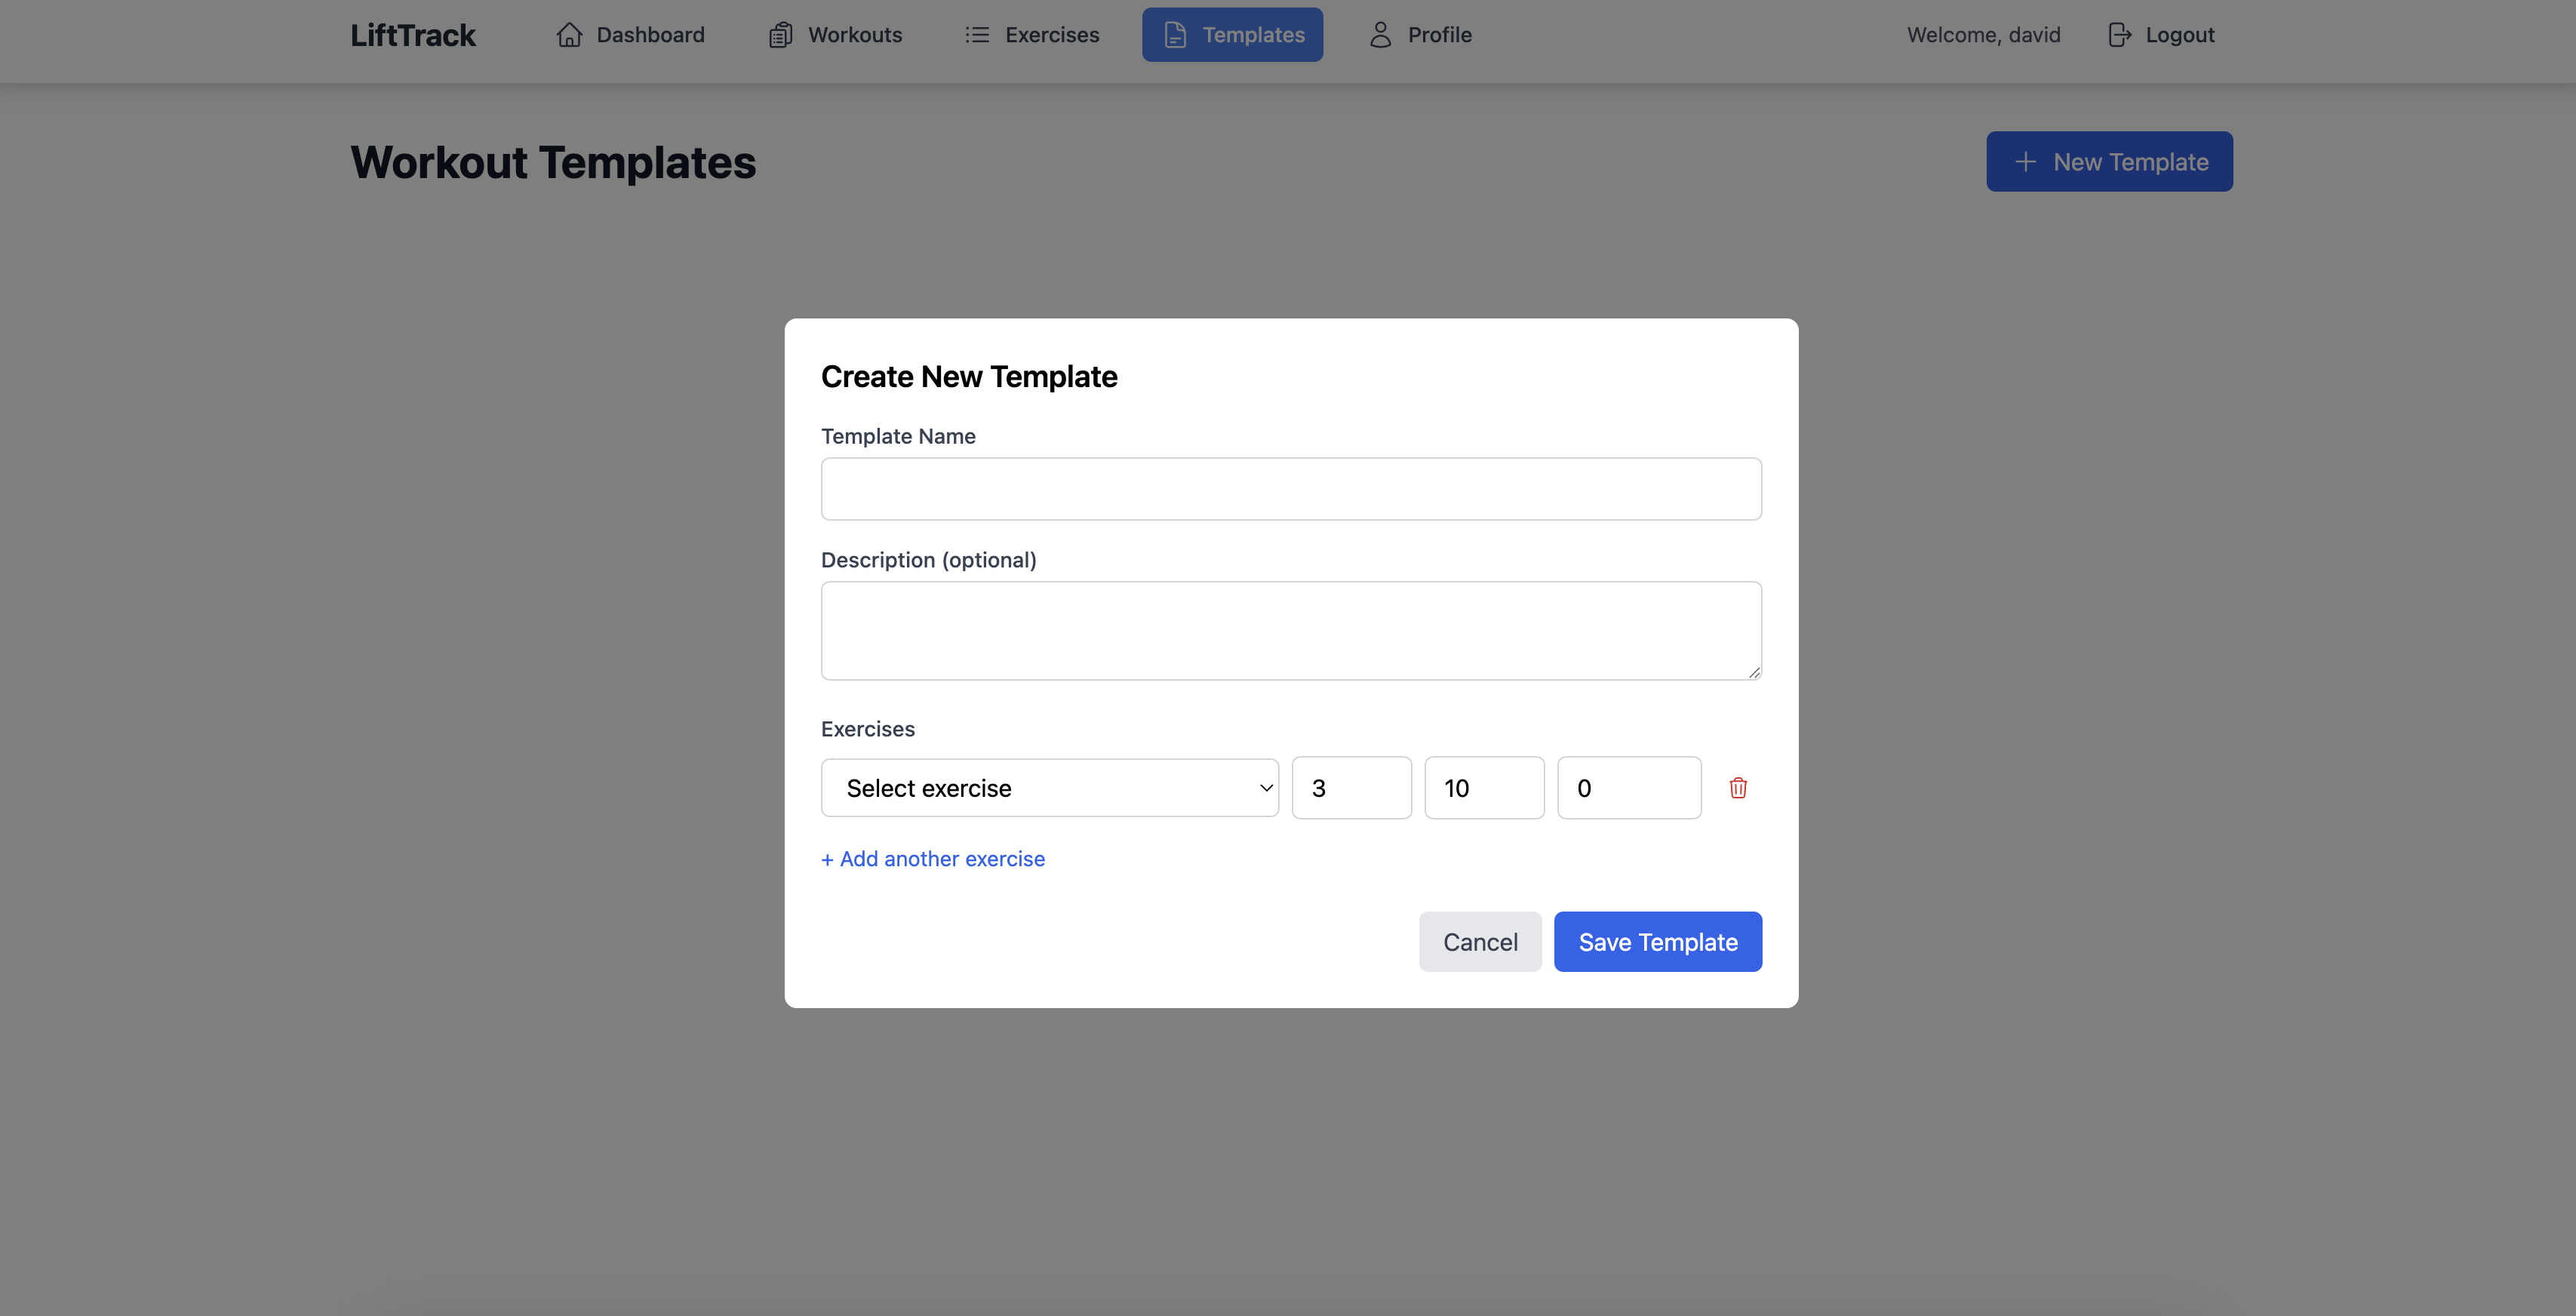 LiftTrack Dashboard Workouts Exercises Templates Profile Welcome, david Logout
Workout Templates + New Template
Create New Template
Template Name
Description (optional)
Exercises
Select exercise 3 10 0
+ Add another exercise
Cancel Save Template